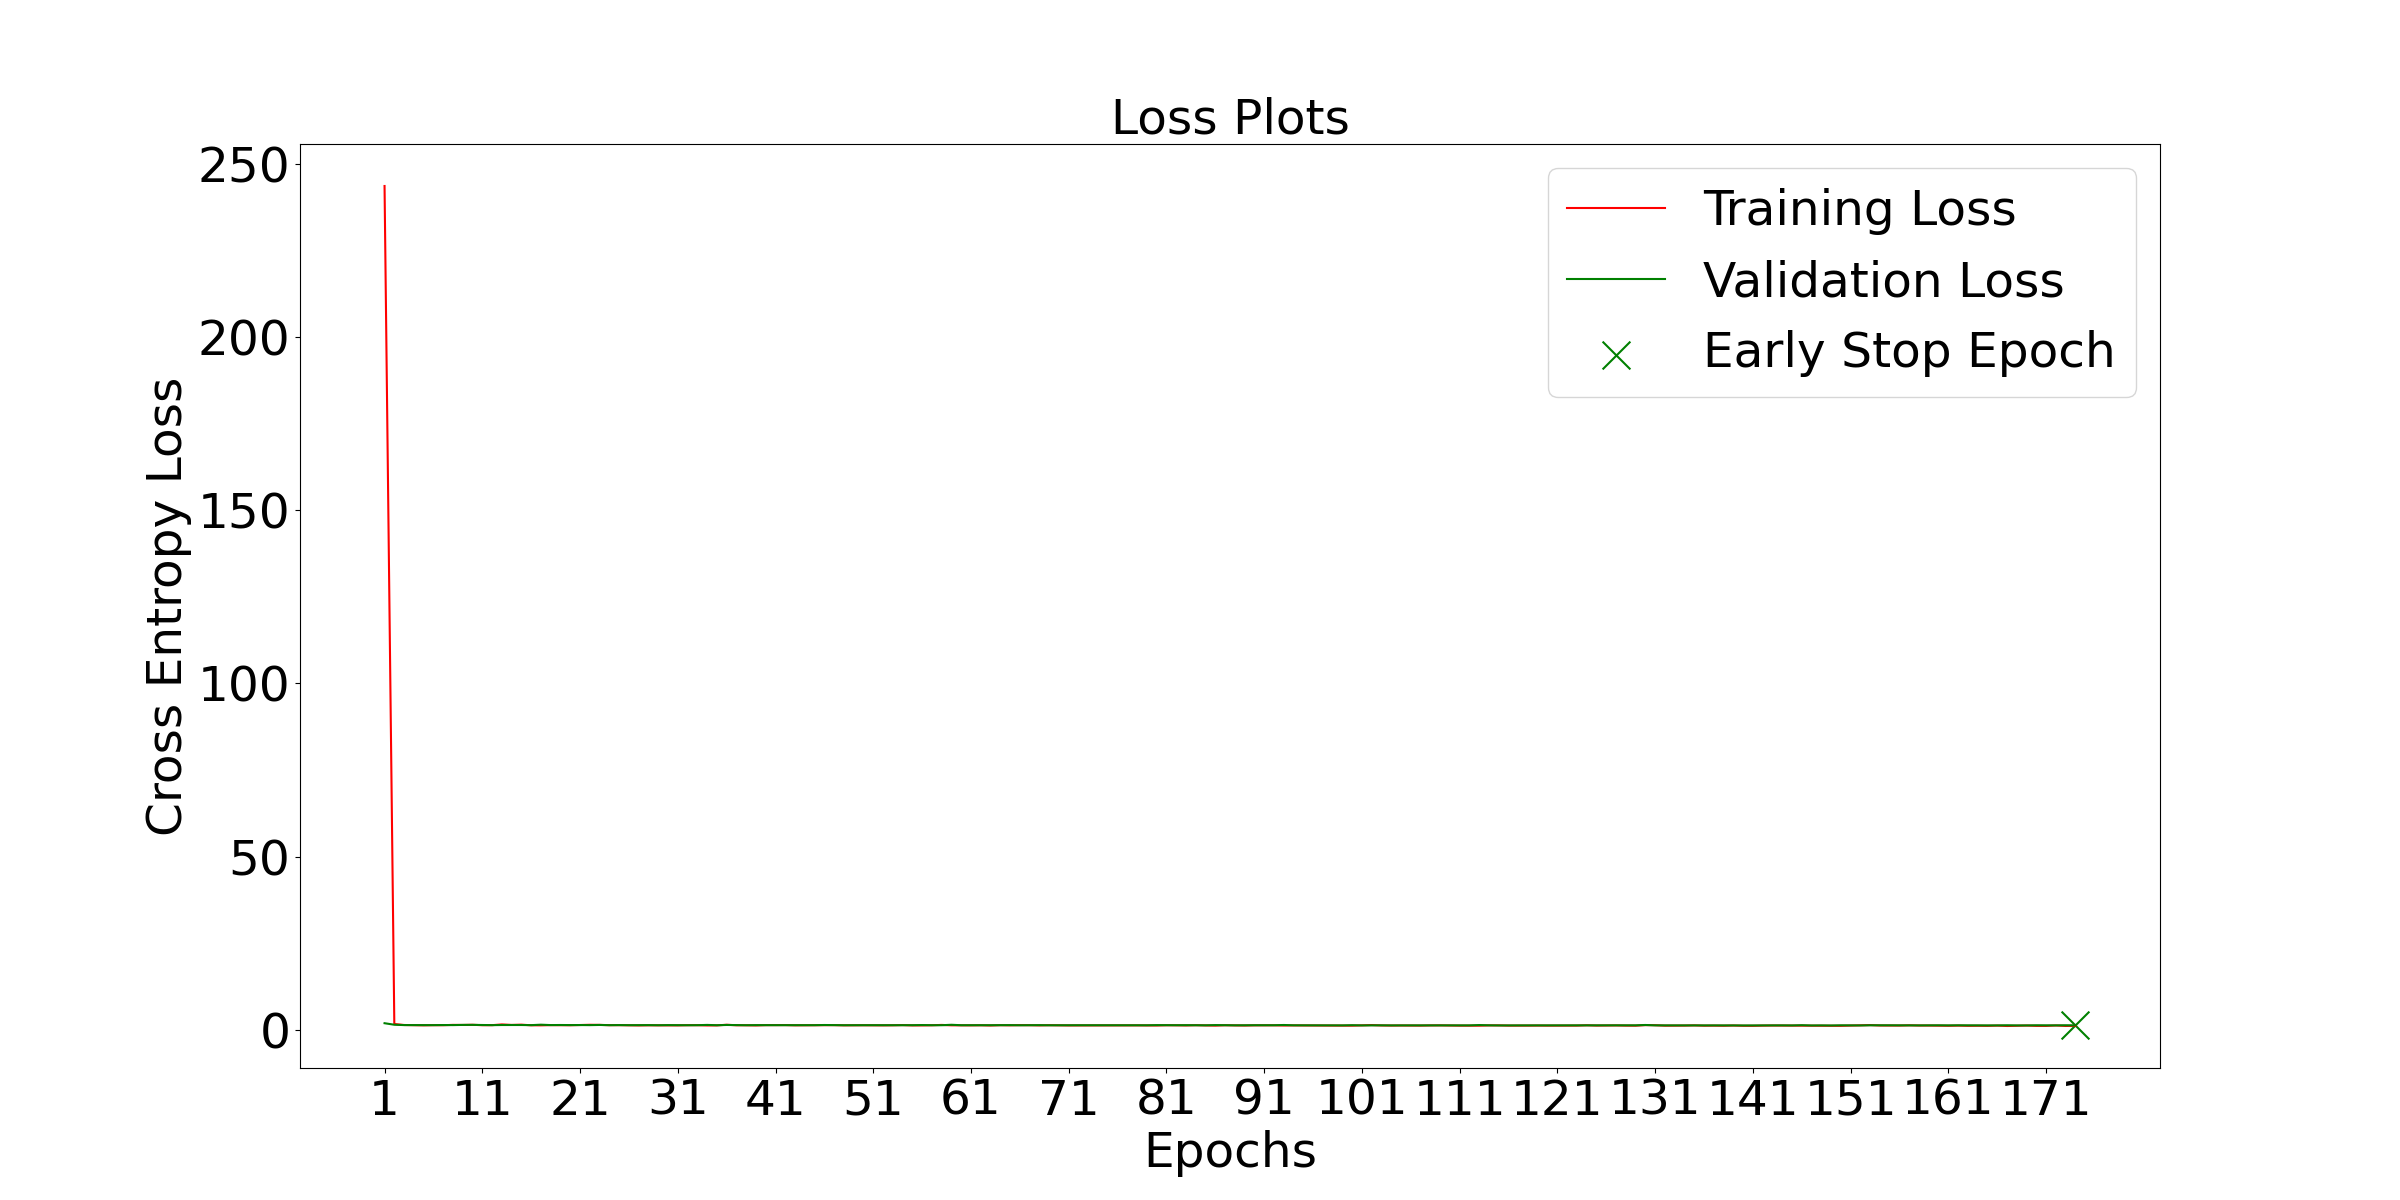 Loss Plots
Training Loss
Validation Loss
Early Stop Epoch
Cross Entropy Loss
250
200
150
100
50
0
1 11 21 31 41 51 61 71 81 91 101 111 121 131 141 151 161 171
Epochs